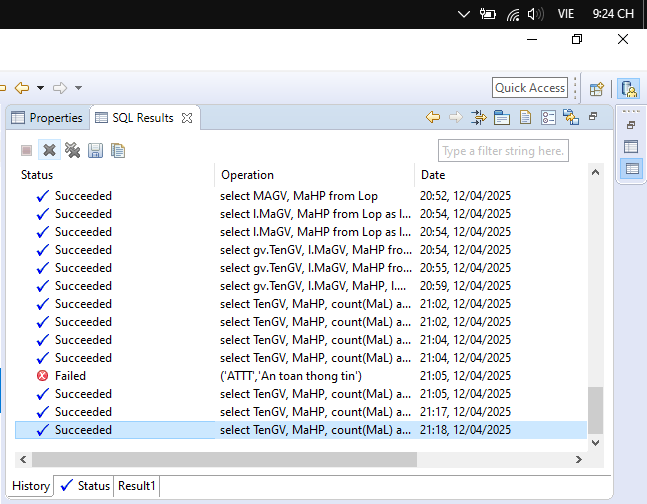 VIE 9:24 CH
Quick Access
Properties SQL Results
Type a filter string here.
Status Operation Date
Succeeded select MAGV, MaHP from Lop 20:52, 12/04/2025
Succeeded select l.MaGV, MaHP from Lop as l... 20:54, 12/04/2025
Succeeded select l.MaGV, MaHP from Lop as l... 20:54, 12/04/2025
Succeeded select gv.TenGV, l.MaGV, MaHP fro... 20:54, 12/04/2025
Succeeded select gv.TenGV, l.MaGV, MaHP fro... 20:55, 12/04/2025
Succeeded select gv.TenGV, l.MaGV, MaHP, l.... 20:59, 12/04/2025
Succeeded select TenGV, MaHP, count(MaL) a... 21:02, 12/04/2025
Succeeded select TenGV, MaHP, count(MaL) a... 21:02, 12/04/2025
Succeeded select TenGV, MaHP, count(MaL) a... 21:04, 12/04/2025
Succeeded select TenGV, MaHP, count(MaL) a... 21:04, 12/04/2025
Failed ('ATTT','An toan thong tin') 21:05, 12/04/2025
Succeeded select TenGV, MaHP, count(MaL) a... 21:05, 12/04/2025
Succeeded select TenGV, MaHP, count(MaL) a... 21:17, 12/04/2025
Succeeded select TenGV, MaHP, count(MaL) a... 21:18, 12/04/2025
History Status Result1